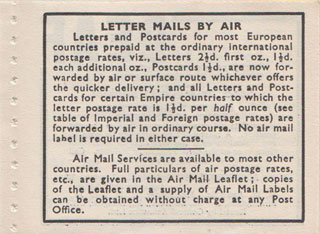 LETTER MAILS BY AIR
Letters and Postcards for most European
countries prepaid at the ordinary international
postage rates, viz., Letters 2½d. first oz., 1½d.
each additional oz., Postcards 1½d., are now for-
warded by air or surface route whichever offers
the quicker delivery; and all Letters and Post-
cards for certain Empire countries to which the
letter postage rate is 1½d. per half ounce (see
table of Imperial and Foreign postage rates) are
forwarded by air in ordinary course. No air mail
label is required in either case.
Air Mail Services are available to most other
countries. Full particulars of air postage rates,
etc., are given in the Air Mail Leaflet; copies
of the Leaflet and a supply of Air Mail Labels
can be obtained without charge at any Post
Office.